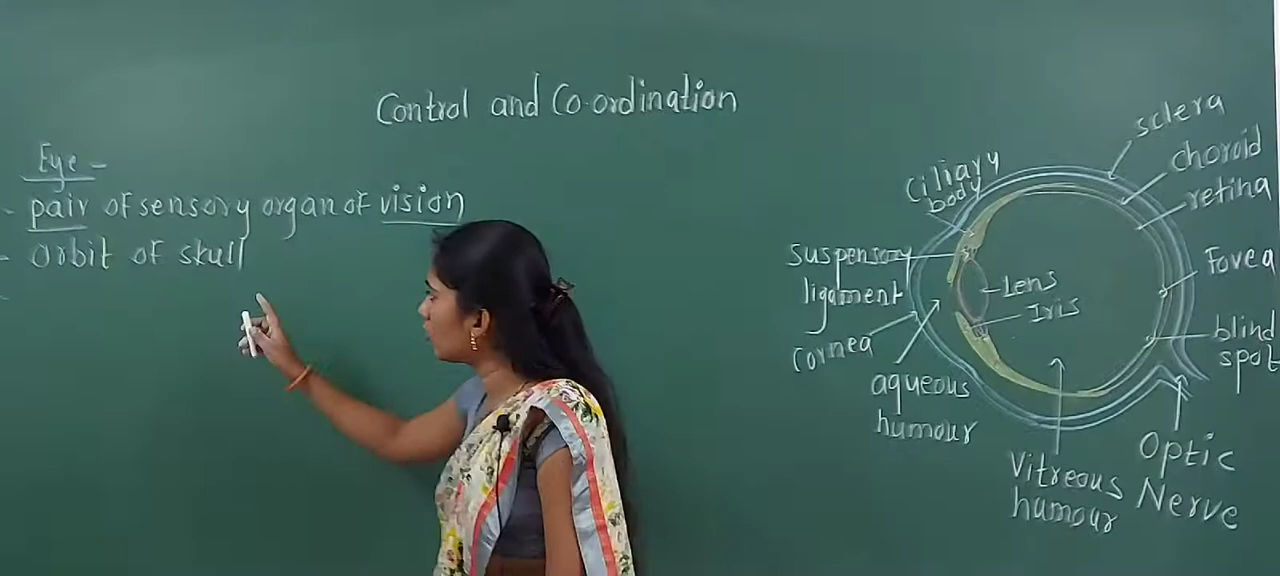 Control and Co-ordination
Eye -
- pair of sensory organ of vision
- Orbit of skull
-
sclera
choroid
retina
Fovea
blind
spot
Optic
Nerve
Vitreous
humour
aqueous
humour
Cornea
suspensory
ligament
Ciliary
body
Lens
Iris